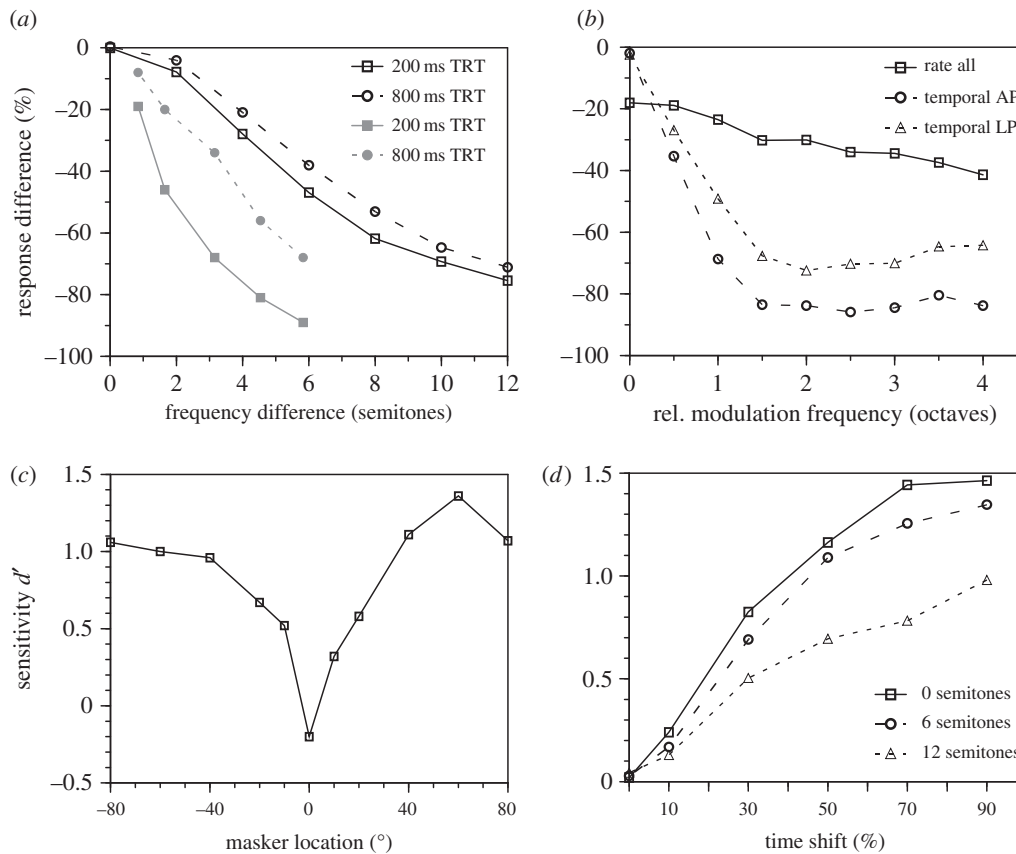 (a)
0
–20
–40
–60
–80
–100
response difference (%)
0 2 4 6 8 10 12
frequency difference (semitones)
200 ms TRT
800 ms TRT
200 ms TRT
800 ms TRT
(b)
0
–20
–40
–60
–80
–100
0 1 2 3 4
rel. modulation frequency (octaves)
rate all
temporal AP
temporal LP
(c)
1.5
1.0
0.5
0
–0.5
sensitivity d′
–80 –40 0 40 80
masker location (°)
(d)
1.5
1.0
0.5
0
10 30 50 70 90
time shift (%)
0 semitones
6 semitones
12 semitones